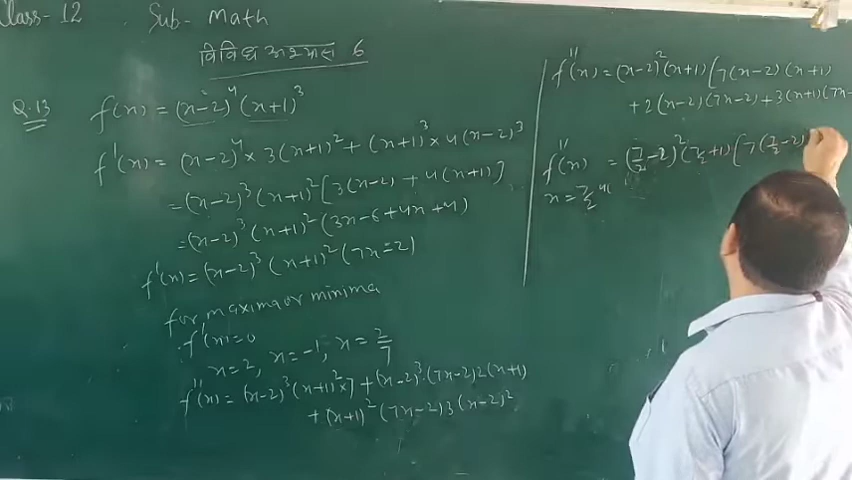 Class- 12 Sub- Math
विविध अभ्यास 6
Q.13 f(x) = (x-2)^4 (x+1)^3
f'(x) = (x-2)^4 × 3(x+1)^2 + (x+1)^3 × 4(x-2)^3
= (x-2)^3 (x+1)^2 [3(x-2) + 4(x+1)]
= (x-2)^3 (x+1)^2 (3x-6+4x+4)
f'(x) = (x-2)^3 (x+1)^2 (7x-2)
for maxima or minima
f'(x) = 0
x=2, x=-1, x=2/7
f''(x) = (x-2)^3 (x+1)^2 × 7 + (x-2)^3 · (7x-2) 2(x+1)
+ (x+1)^2 (7x-2) 3(x-2)^2
f''(x) = (x-2)^2 (x+1) [7(x-2) (x+1)
+ 2(x-2) (7x-2) + 3(x+1) (7x-
f''(x) = (7/2-2)^2 (7/2+1) [7(7/2-2)
x = 7/2